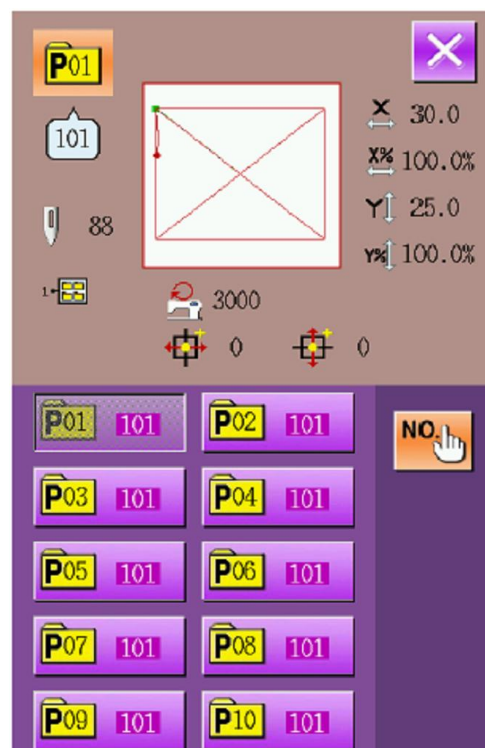 P01
101
X 30.0
X% 100.0%
88
Y 25.0
Y% 100.0%
1
3000
0 0
P01 101 P02 101
NO.
P03 101 P04 101
P05 101 P06 101
P07 101 P08 101
P09 101 P10 101